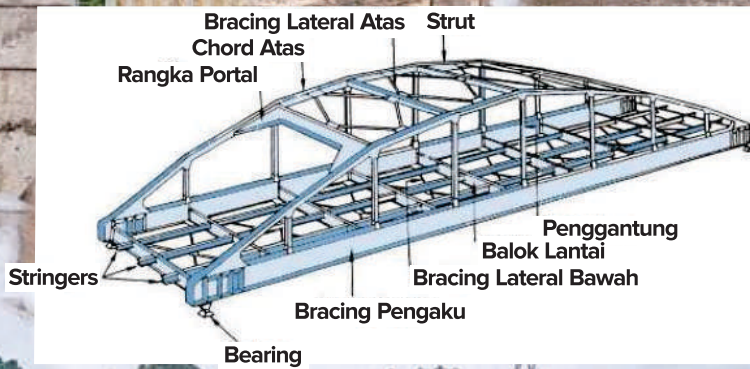 Bracing Lateral Atas
Strut
Chord Atas
Rangka Portal
Penggantung
Balok Lantai
Stringers
Bracing Lateral Bawah
Bracing Pengaku
Bearing